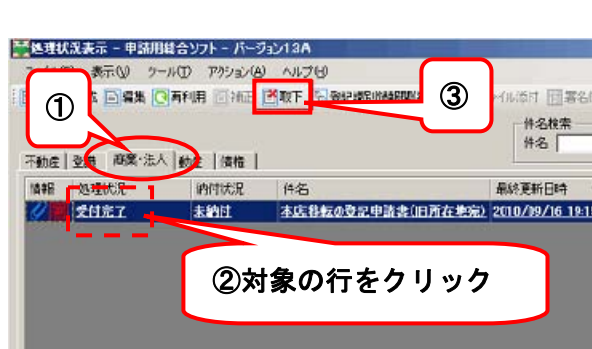 処理状況表示 - 申請用総合ソフト - バージョン13A
表示(V) ツール(T) アクション(A) ヘルプ(H)
編集 再利用 補正 取下
① ③
件名検索
件名
不動産 商業・法人 動産 債権
情報 処理状況 納付状況 件名 最終更新日時
受付完了 未納付 本店移転の登記申請書(旧所在地宛) 2010/09/16 19:1
②対象の行をクリック